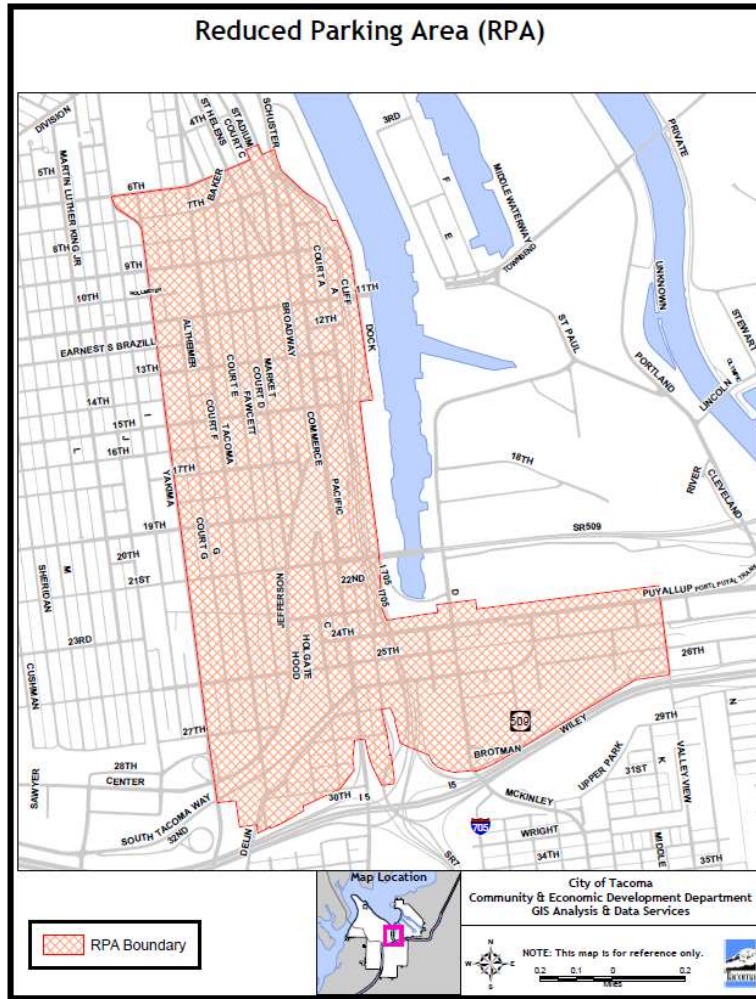 Reduced Parking Area (RPA)
DIVISION
ST HELENS
4TH
STADIUM
COURT C
SCHUSTER
3RD
PRIVATE
5TH
MARTIN LUTHER KING JR
6TH
7TH
BAKER
F
E
MIDDLE WATERWAY
TOWNSEND
8TH
9TH
COURT A
A
CLIFF
UNKNOWN
10TH
11TH
12TH
BROADWAY
DOCK
STEWART
EARNEST S BRAZILL
ALTHEIMER
ST PAUL
PORTLAND
OLYMPIC
LINCOLN
13TH
COURT E
FAWCETT
COURT D
MARKET
14TH
I
J
L
15TH
16TH
COURT F
TACOMA
COMMERCE
17TH
YAKIMA
PACIFIC
18TH
RIVER
CLEVELAND
19TH
COURT G
G
SR509
20TH
M
21ST
22ND
I 705
I705
SHERIDAN
JEFFERSON
D
PUYALLUP
23RD
C
24TH
25TH
26TH
HOLGATE
HOOD
CUSHMAN
509
WILEY
BROTMAN
27TH
29TH
N
28TH
CENTER
SAWYER
UPPER PARK
31ST
K
VALLEY VIEW
30TH
I 5
I5
MCKINLEY
SOUTH TACOMA WAY
32ND
DELIN
SR7
705
WRIGHT
34TH
MIDDLE
35TH
RPA Boundary
Map Location
City of Tacoma
Community & Economic Development Department
GIS Analysis & Data Services
N
W
E
S
NOTE: This map is for reference only.
0.2 0.1 0 0.2
Miles
Tacoma